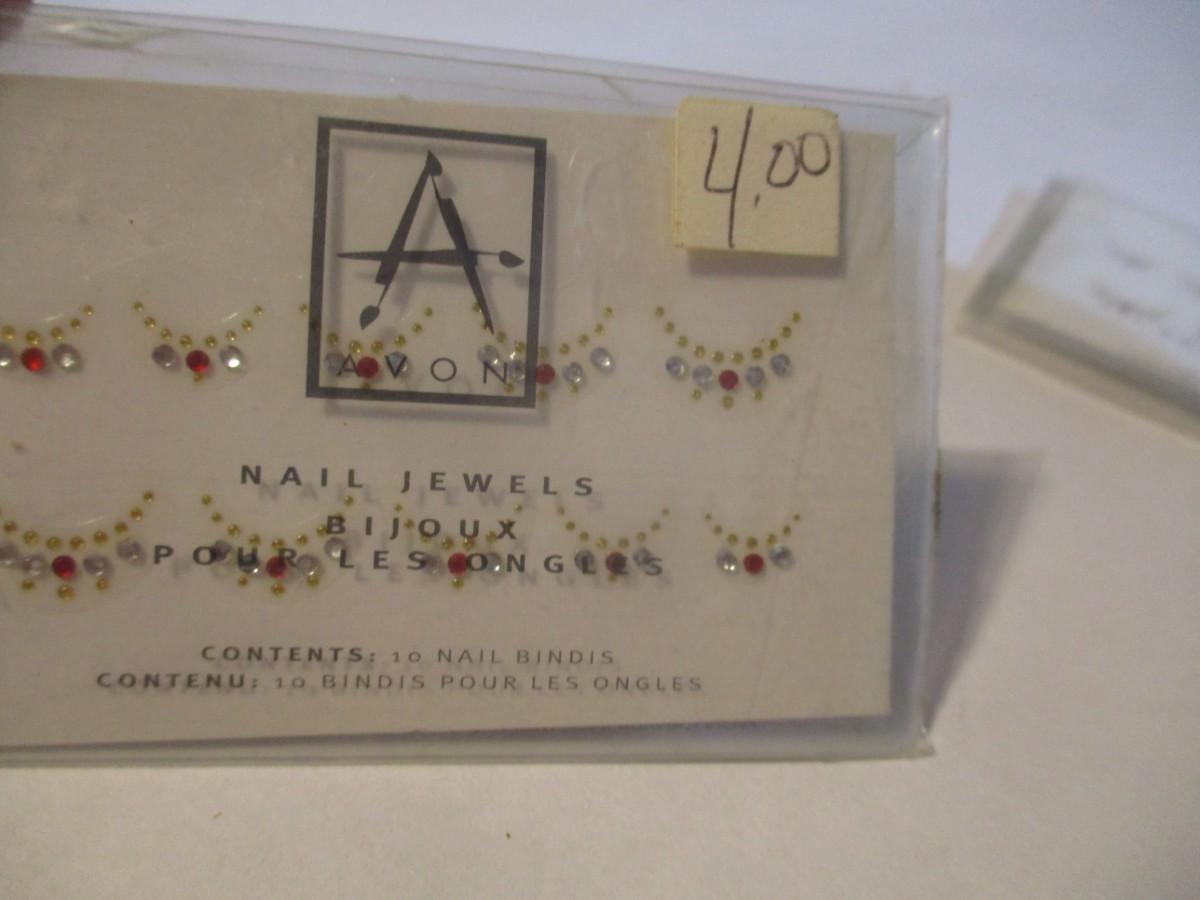 4.00
AVON
NAIL JEWELS
BIJOUX
POUR LES ONGLES
CONTENTS: 10 NAIL BINDIS
CONTENU: 10 BINDIS POUR LES ONGLES